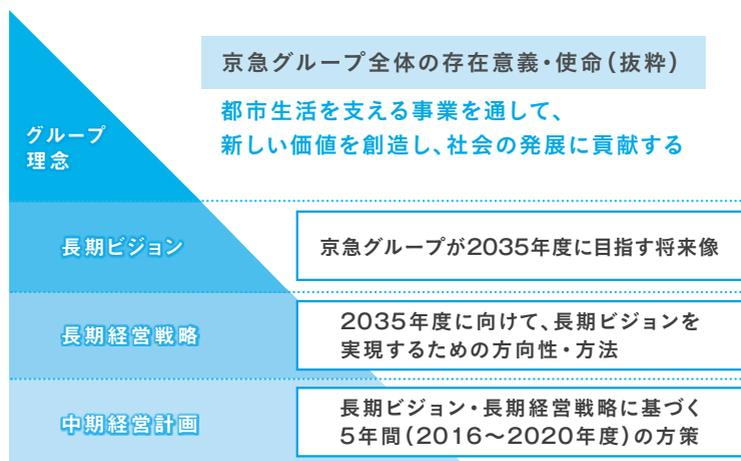 京急グループ全体の存在意義・使命（抜粋）
都市生活を支える事業を通して、
新しい価値を創造し、社会の発展に貢献する
グループ
理念
長期ビジョン
京急グループが2035年度に目指す将来像
長期経営戦略
2035年度に向けて、長期ビジョンを
実現するための方向性・方法
中期経営計画
長期ビジョン・長期経営戦略に基づく
5年間（2016～2020年度）の方策